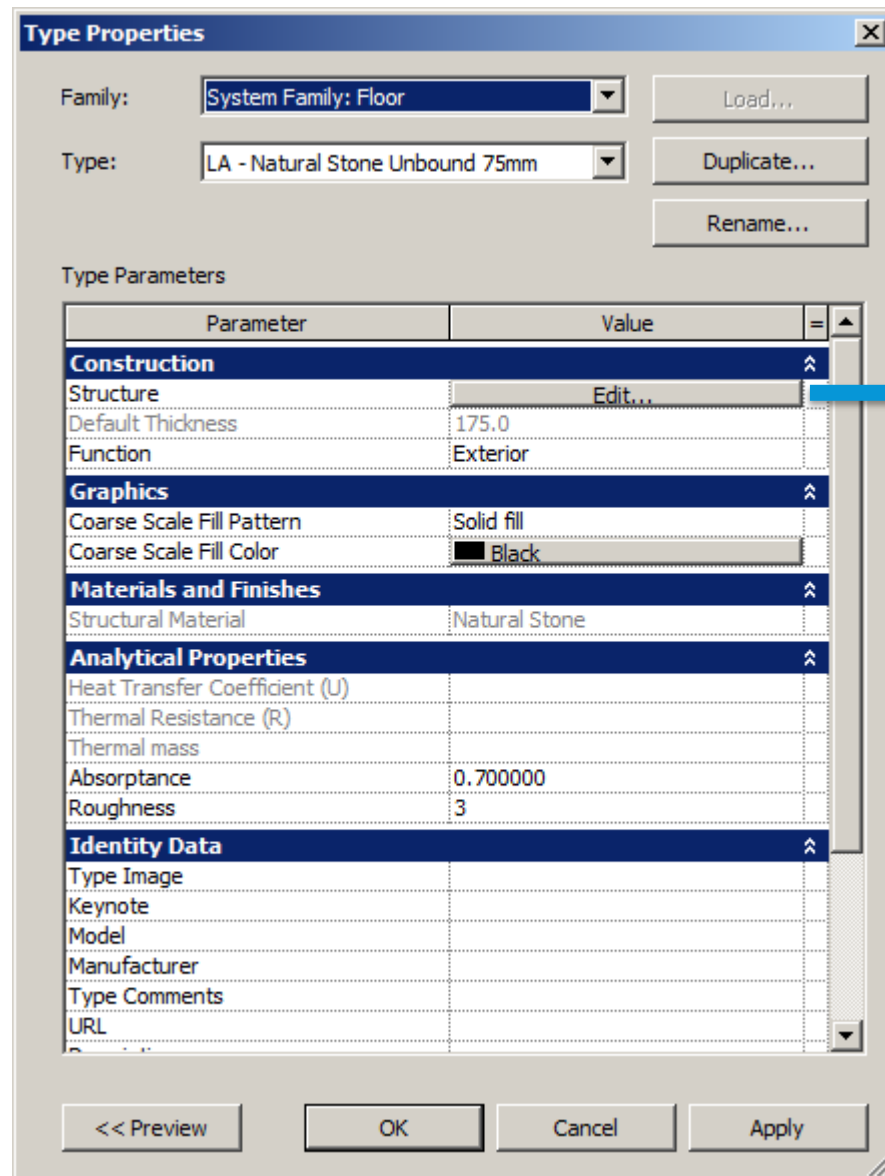 Type Properties
Family: System Family: Floor Load...
Type: LA - Natural Stone Unbound 75mm Duplicate...
Rename...
Type Parameters
Parameter Value =
Construction
Structure Edit...
Default Thickness 175.0
Function Exterior
Graphics
Coarse Scale Fill Pattern Solid fill
Coarse Scale Fill Color Black
Materials and Finishes
Structural Material Natural Stone
Analytical Properties
Heat Transfer Coefficient (U)
Thermal Resistance (R)
Thermal mass
Absorptance 0.700000
Roughness 3
Identity Data
Type Image
Keynote
Model
Manufacturer
Type Comments
URL
<< Preview OK Cancel Apply